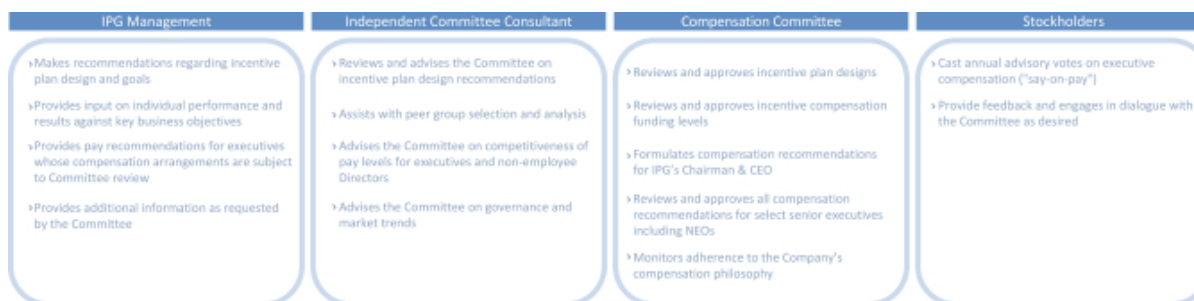 IPG Management
›Makes recommendations regarding incentive
plan design and goals
›Provides input on individual performance and
results against key business objectives
›Provides pay recommendations for executives
whose compensation arrangements are subject
to Committee review
›Provides additional information as requested
by the Committee
Independent Committee Consultant
›Reviews and advises the Committee on
incentive plan design recommendations
›Assists with peer group selection and analysis
›Advises the Committee on competitiveness of
pay levels for executives and non-employee
Directors
›Advises the Committee on governance and
market trends
Compensation Committee
›Reviews and approves incentive plan designs
›Reviews and approves incentive compensation
funding levels
›Formulates compensation recommendations
for IPG's Chairman & CEO
›Reviews and approves all compensation
recommendations for select senior executives
including NEOs
›Monitors adherence to the Company's
compensation philosophy
Stockholders
›Cast annual advisory votes on executive
compensation ("say-on-pay")
›Provide feedback and engages in dialogue with
the Committee as desired